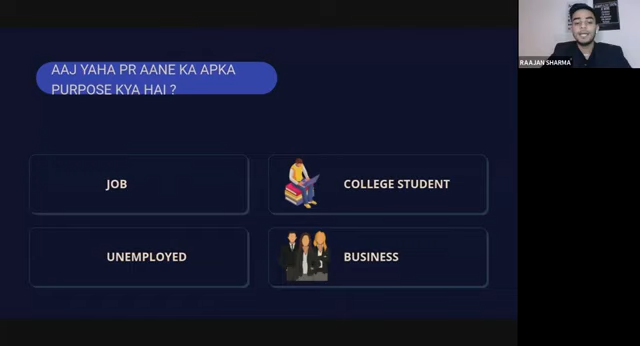 AAJ YAHA PR AANE KA APKA
PURPOSE KYA HAI ?
RAAJAN SHARMA
JOB
COLLEGE STUDENT
UNEMPLOYED
BUSINESS